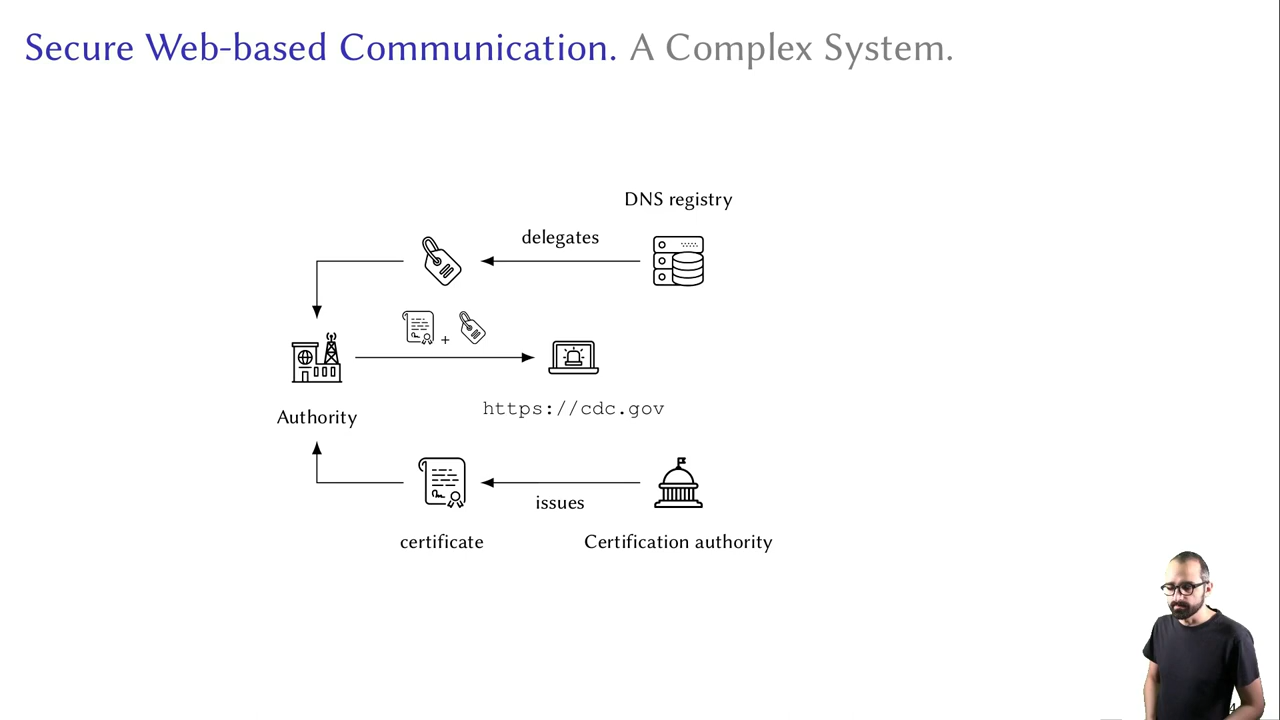 Secure Web-based Communication. A Complex System.
DNS registry
delegates
+
Authority
https://cdc.gov
issues
certificate
Certification authority